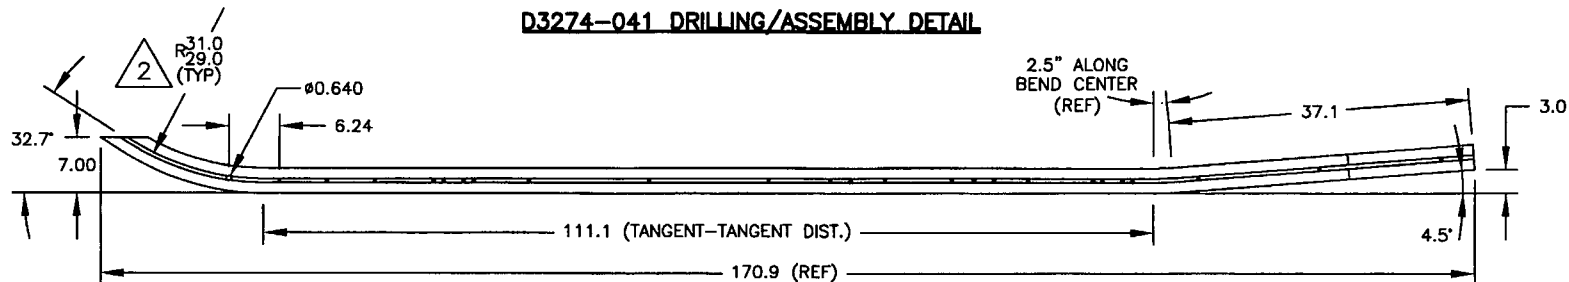 D3274-041 DRILLING/ASSEMBLY DETAIL
2
R31.0
29.0
(TYP)
ø0.640
6.24
2.5" ALONG
BEND CENTER
(REF)
37.1
3.0
32.7°
7.00
111.1 (TANGENT-TANGENT DIST.)
4.5°
170.9 (REF)